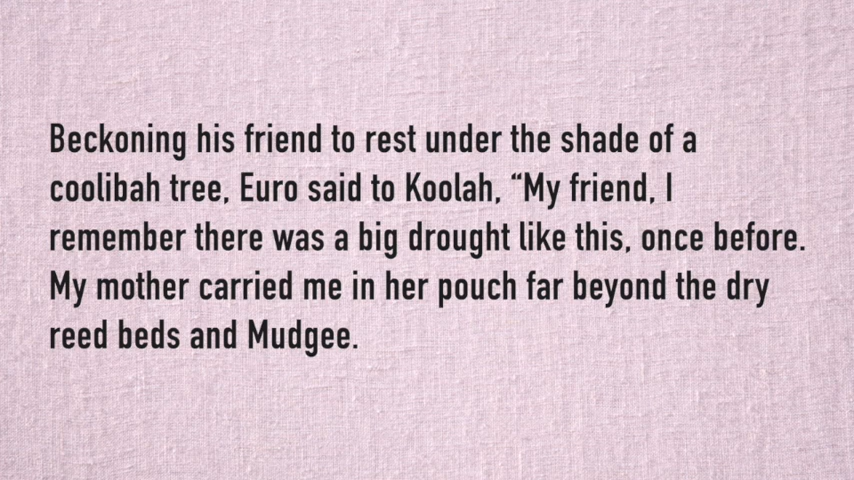 Beckoning his friend to rest under the shade of a
coolibah tree, Euro said to Koolah, “My friend, I
remember there was a big drought like this, once before.
My mother carried me in her pouch far beyond the dry
reed beds and Mudgee.